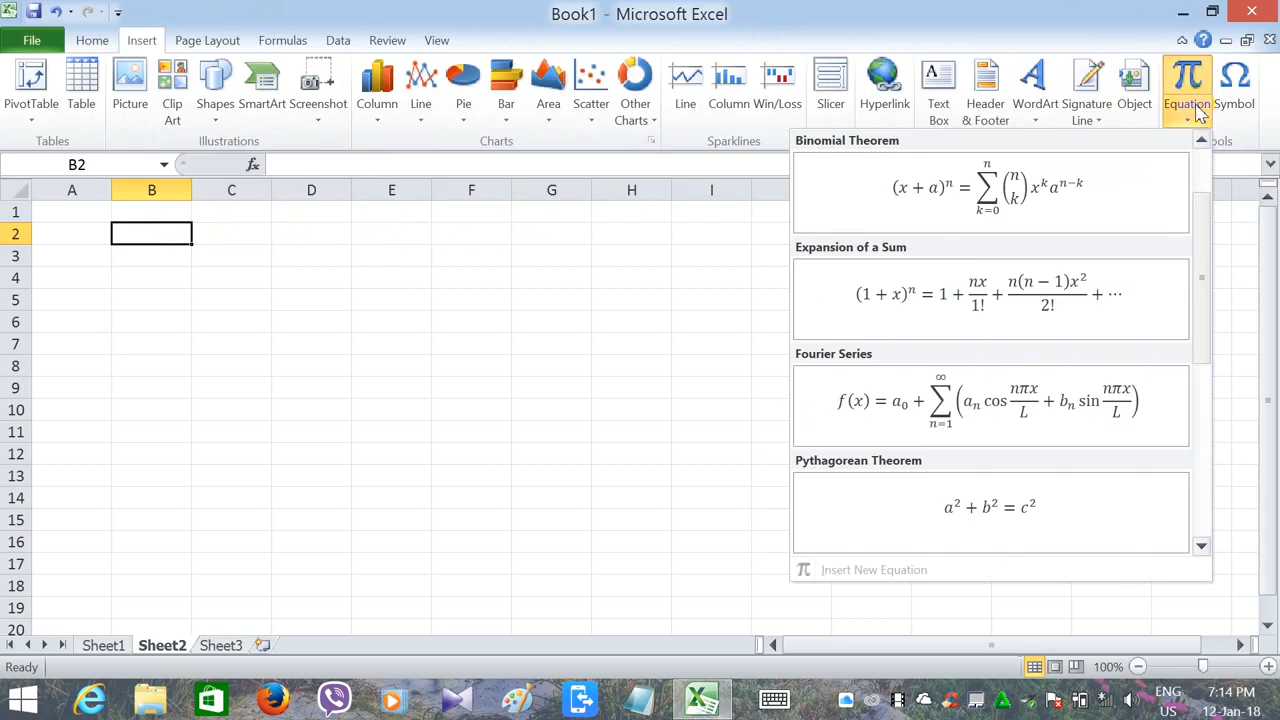 Book1 - Microsoft Excel
File Home Insert Page Layout Formulas Data Review View
PivotTable Table Picture Clip Art Shapes SmartArt Screenshot Column Line Pie Bar Area Scatter Other Charts Line Column Win/Loss Slicer Hyperlink Text Box Header & Footer WordArt Signature Line Object Equation Symbol
Tables Illustrations Charts Sparklines ols
B2 fx
A B C D E F G H I
1
2
3
4
5
6
7
8
9
10
11
12
13
14
15
16
17
18
19
20
Binomial Theorem
(x + a)^n = ∑_{k=0}^{n} (n k) x^k a^{n−k}
Expansion of a Sum
(1 + x)^n = 1 + nx/1! + n(n − 1)x²/2! + ⋯
Fourier Series
f(x) = a₀ + ∑_{n=1}^{∞} (aₙ cos nπx/L + bₙ sin nπx/L)
Pythagorean Theorem
a² + b² = c²
π Insert New Equation
Sheet1 Sheet2 Sheet3
Ready 100%
ENG 7:14 PM
US 12-Jan-18